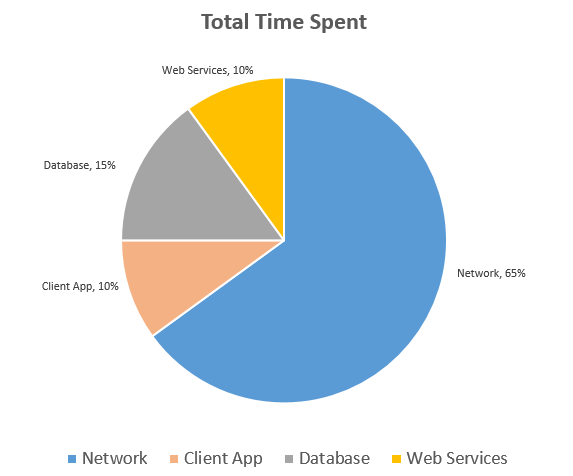 Total Time Spent
Web Services, 10%
Database, 15%
Network, 65%
Client App, 10%
Network Client App Database Web Services